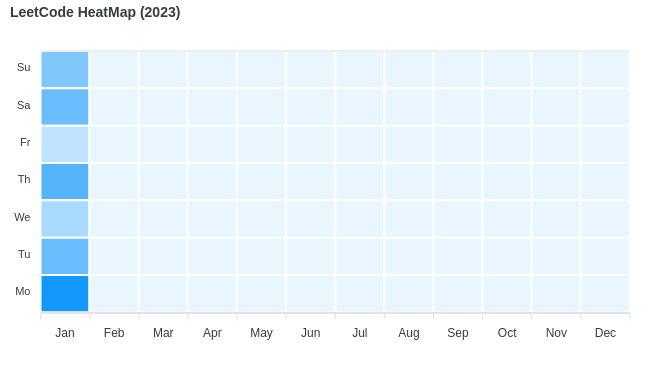 LeetCode HeatMap (2023)
Su
Sa
Fr
Th
We
Tu
Mo
Jan Feb Mar Apr May Jun Jul Aug Sep Oct Nov Dec